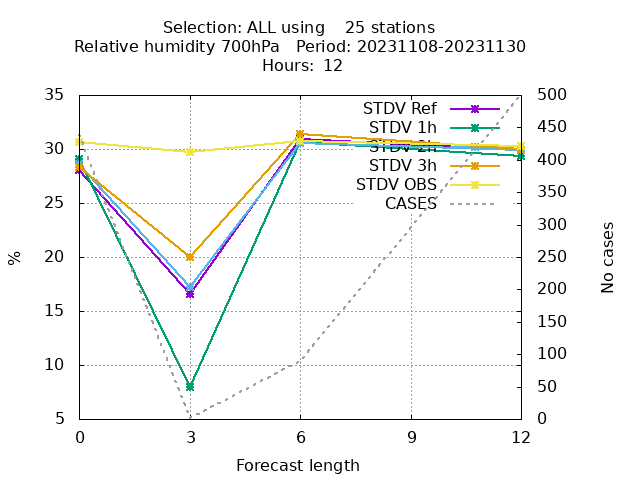 Selection: ALL using 25 stations
Relative humidity 700hPa Period: 20231108-20231130
Hours: 12
35
30
25
20
15
10
5
%
500
450
400
350
300
250
200
150
100
50
0
No cases
STDV Ref
STDV 1h
STDV 2h
STDV 3h
STDV OBS
CASES
0 3 6 9 12
Forecast length